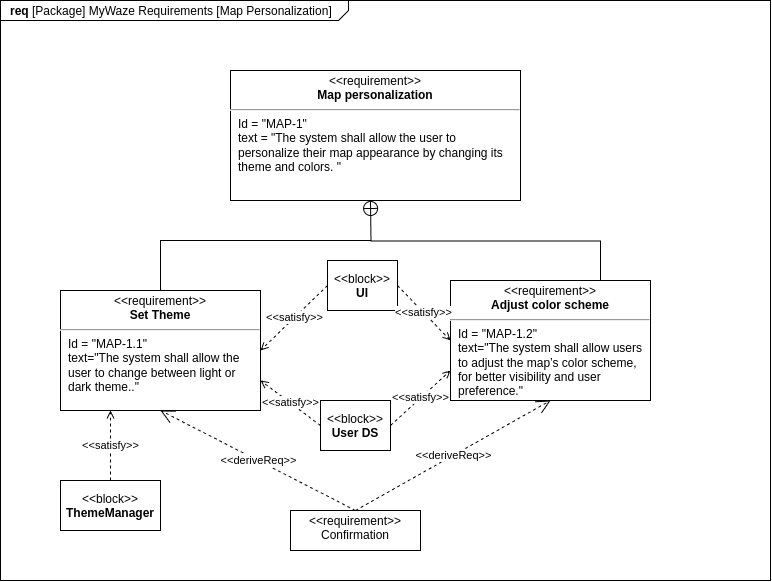 req [Package] MyWaze Requirements [Map Personalization]
<<requirement>>
Map personalization
Id = "MAP-1"
text = "The system shall allow the user to
personalize their map appearance by changing its
theme and colors. "
<<block>>
UI
<<requirement>>
Set Theme
Id = "MAP-1.1"
text="The system shall allow the
user to change between light or
dark theme.."
<<requirement>>
Adjust color scheme
Id = "MAP-1.2"
text="The system shall allow users
to adjust the map's color scheme,
for better visibility and user
preference."
<<satisfy>>
<<satisfy>>
<<satisfy>>
<<satisfy>>
<<block>>
User DS
<<satisfy>>
<<deriveReq>>
<<deriveReq>>
<<block>>
ThemeManager
<<requirement>>
Confirmation